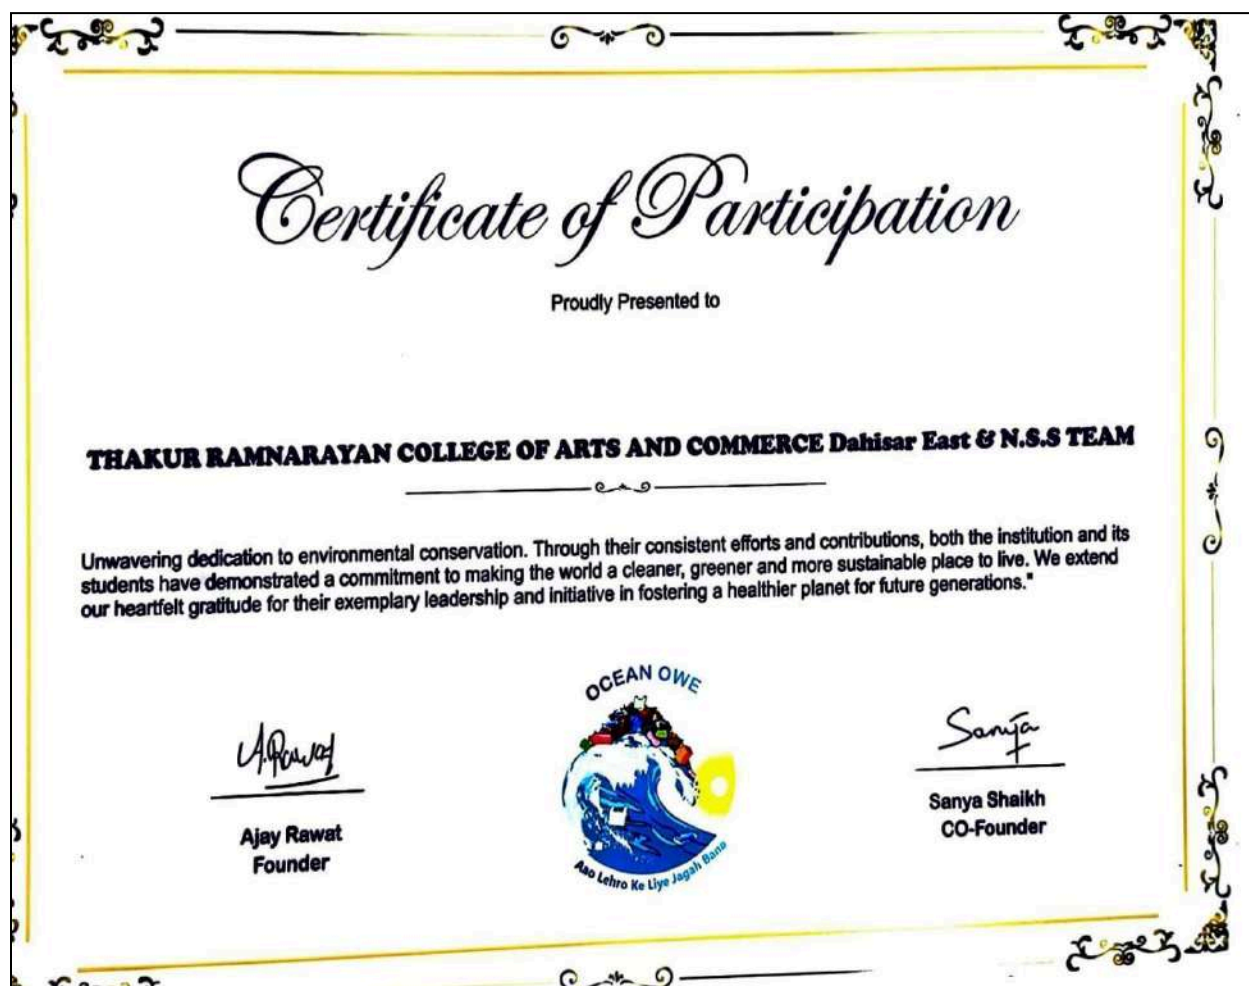 Certificate of Participation
Proudly Presented to
THAKUR RAMNARAYAN COLLEGE OF ARTS AND COMMERCE Dahisar East & N.S.S TEAM
Unwavering dedication to environmental conservation. Through their consistent efforts and contributions, both the institution and its
students have demonstrated a commitment to making the world a cleaner, greener and more sustainable place to live. We extend
our heartfelt gratitude for their exemplary leadership and initiative in fostering a healthier planet for future generations."
OCEAN OWE
Aao Lehro Ke Liye Jagah Bano
A.Rawat
Ajay Rawat
Founder
Sanya
Sanya Shaikh
CO-Founder